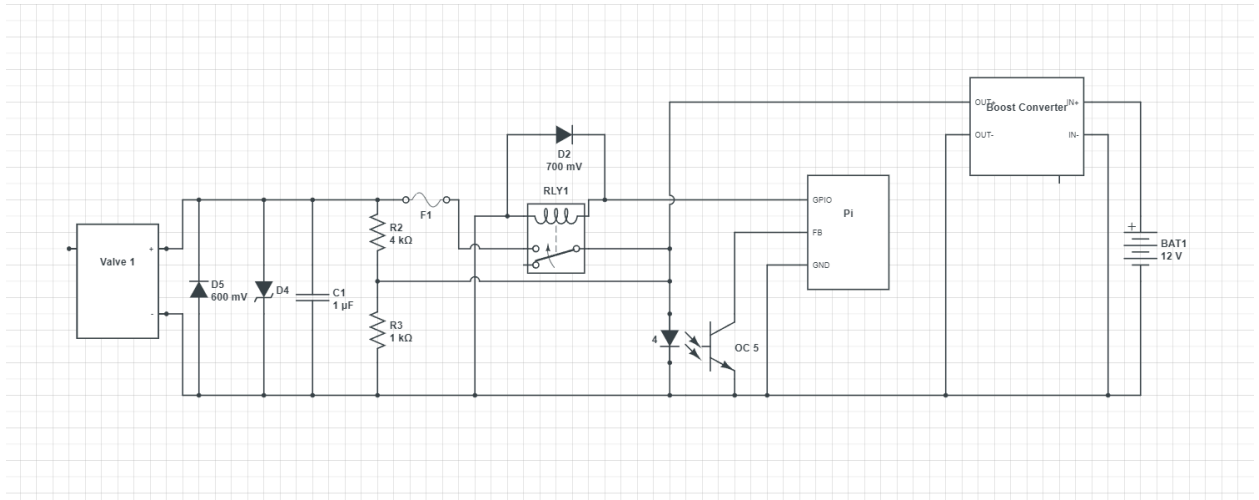 OUT+
Boost Converter
IN+
OUT-
IN-
D2
700 mV
RLY1
GPIO
Pi
F1
R2
4 kΩ
FB
+
BAT1
12 V
Valve 1
+
GND
D5
600 mV
D4
C1
1 µF
-
R3
1 kΩ
4
OC 5